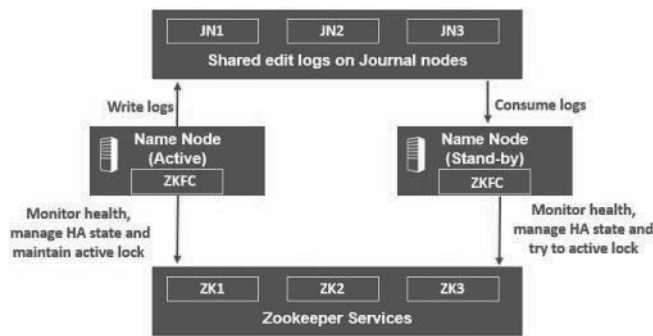 JN1 JN2 JN3
Shared edit logs on Journal nodes
Write logs
Consume logs
Name Node
(Active)
ZKFC
Name Node
(Stand-by)
ZKFC
Monitor health,
manage HA state and
maintain active lock
Monitor health,
manage HA state and
try to active lock
ZK1 ZK2 ZK3
Zookeeper Services